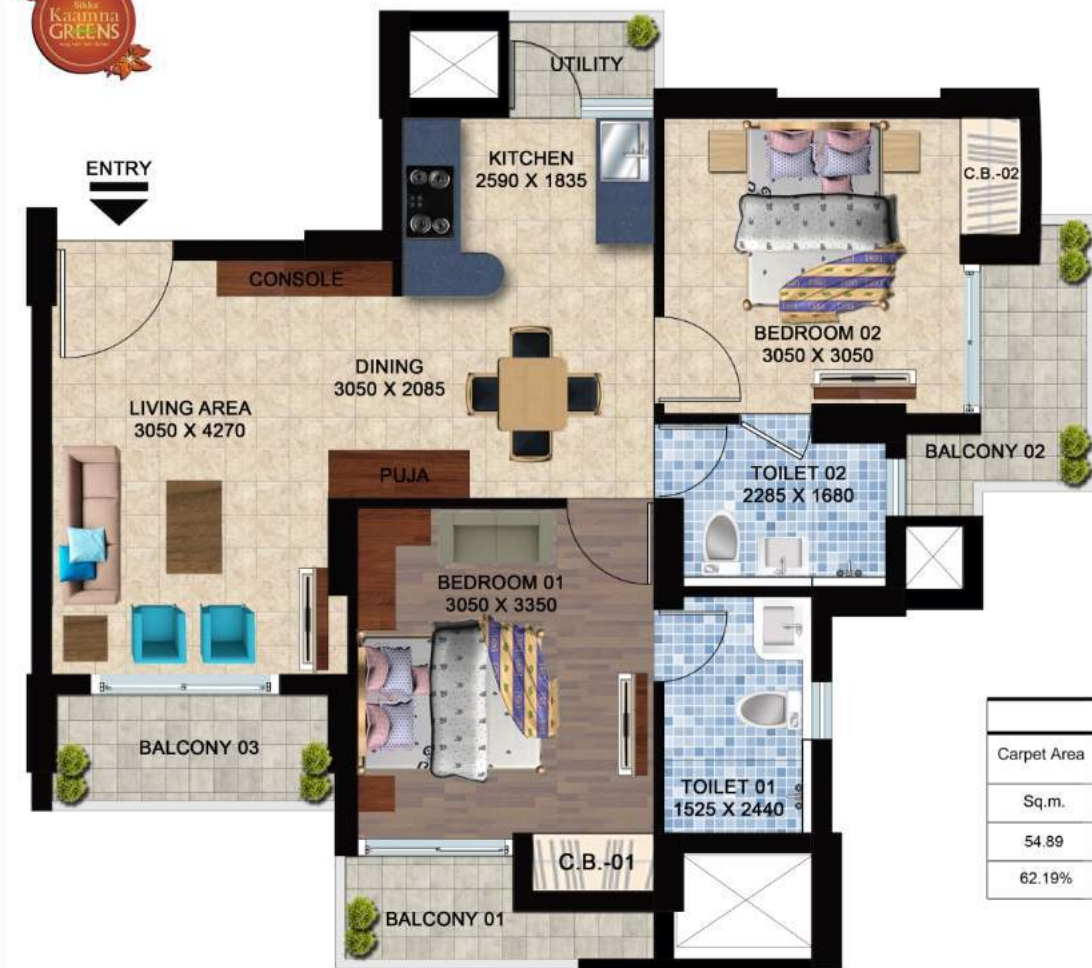 Sikka
Kaamna
GREENS
UTILITY
ENTRY
KITCHEN
2590 X 1835
C.B.-02
CONSOLE
BEDROOM 02
3050 X 3050
DINING
3050 X 2085
LIVING AREA
3050 X 4270
PUJA
TOILET 02
2285 X 1680
BALCONY 02
BEDROOM 01
3050 X 3350
BALCONY 03
TOILET 01
1525 X 2440
C.B.-01
BALCONY 01
Carpet Area
Sq.m.
54.89
62.19%